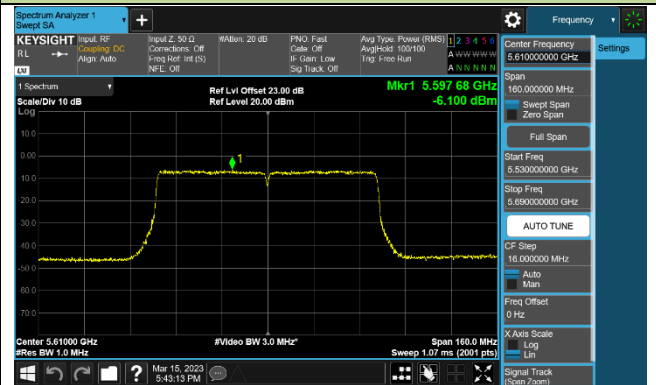 Spectrum Analyzer 1
Swept SA
Frequency
KEYSIGHT
RL
LXI
Input: RF
Coupling: DC
Align: Auto
Input Z: 50 Ω
Corrections: Off
Freq Ref: Int (S)
NFE: Off
#Atten: 20 dB
PNO: Fast
Gate: Off
IF Gain: Low
Sig Track: Off
Avg Type: Power (RMS)
Avg|Hold: 100/100
Trig: Free Run
1 2 3 4 5 6
A W W W W W
A N N N N N
1 Spectrum
Scale/Div 10 dB
Log
Ref Lvl Offset 23.00 dB
Ref Level 20.00 dBm
Mkr1 5.597 68 GHz
-6.100 dBm
10.0
0.00
-10.0
-20.0
-30.0
-40.0
-50.0
-60.0
-70.0
1
Center 5.61000 GHz
#Res BW 1.0 MHz
#Video BW 3.0 MHz*
Span 160.0 MHz
Sweep 1.07 ms (2001 pts)
Center Frequency
5.610000000 GHz
Settings
Span
160.000000 MHz
Swept Span
Zero Span
Full Span
Start Freq
5.530000000 GHz
Stop Freq
5.690000000 GHz
AUTO TUNE
CF Step
16.000000 MHz
Auto
Man
Freq Offset
0 Hz
X Axis Scale
Log
Lin
Signal Track
(Span Zoom)
Mar 15, 2023
5:43:13 PM